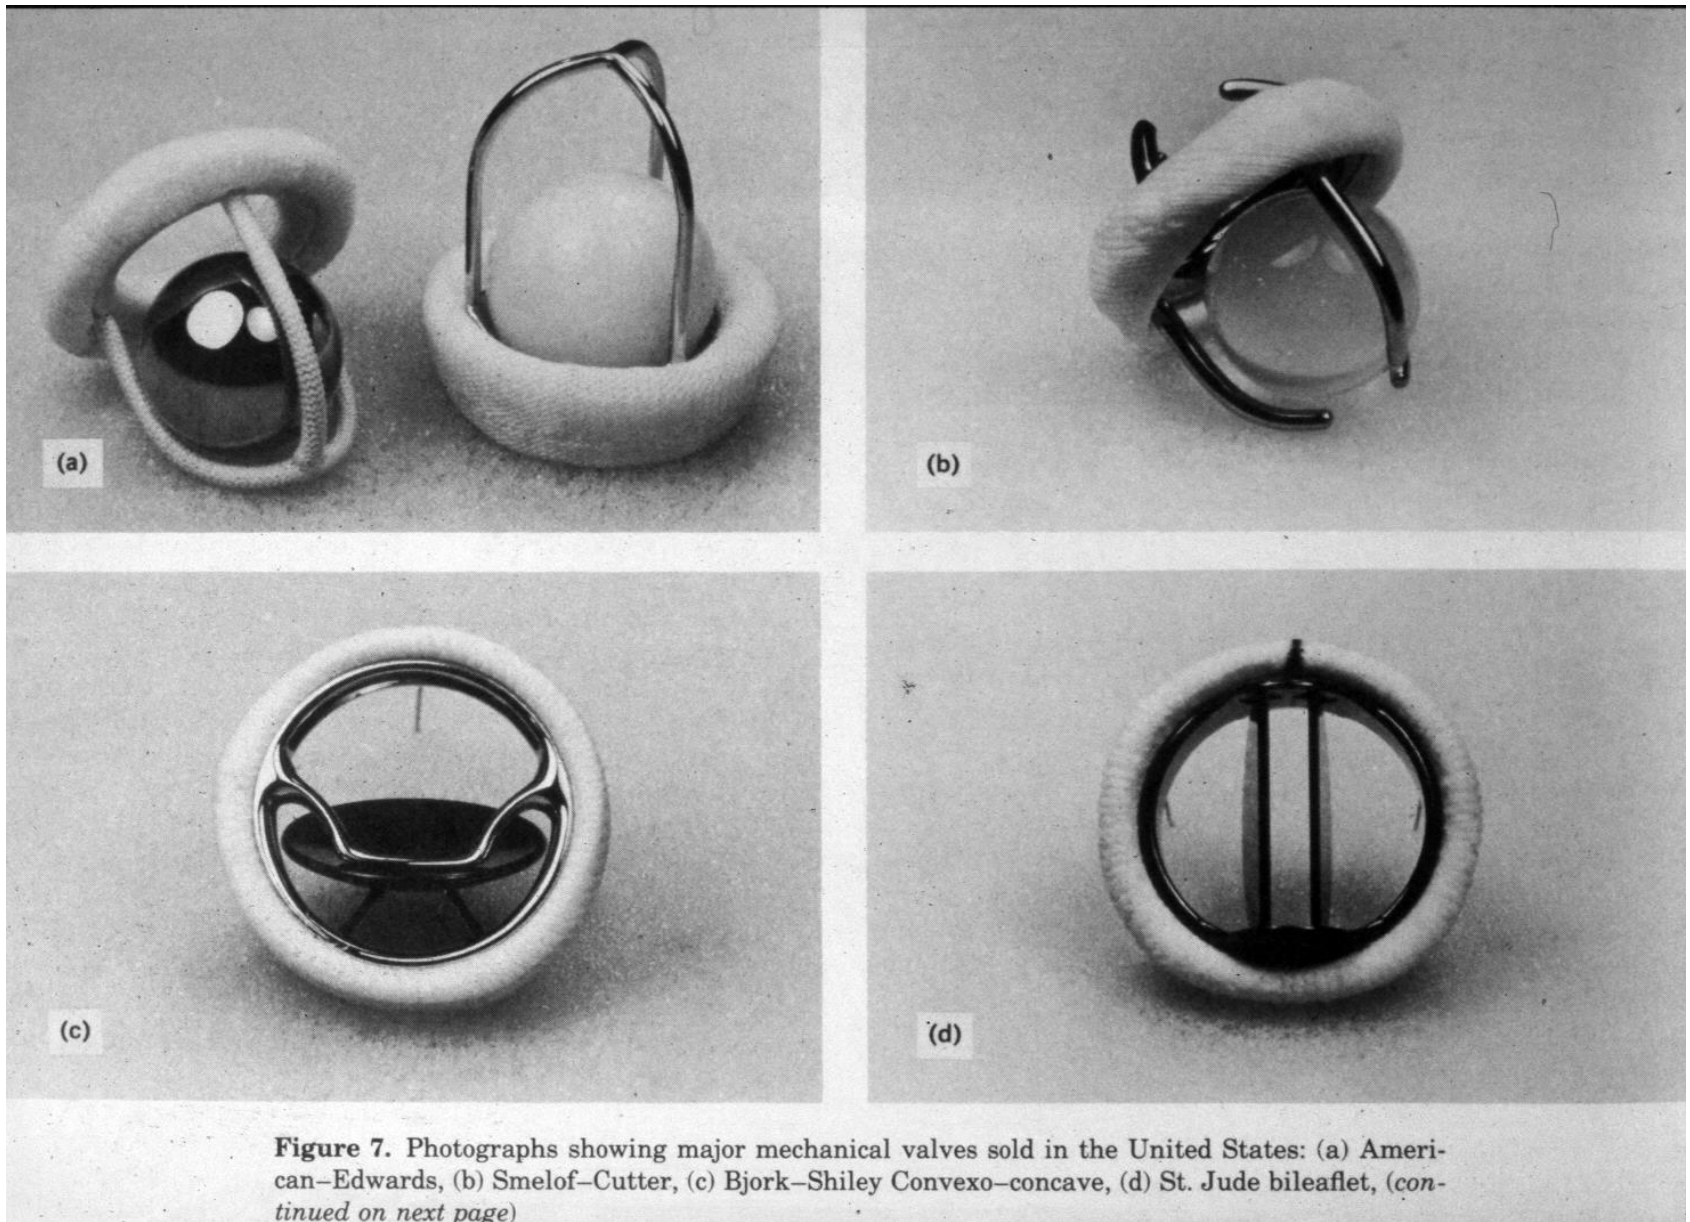 (a)
(b)
(c)
(d)
Figure 7. Photographs showing major mechanical valves sold in the United States: (a) Ameri-
can–Edwards, (b) Smelof–Cutter, (c) Bjork–Shiley Convexo–concave, (d) St. Jude bileaflet, (con-
tinued on next page)